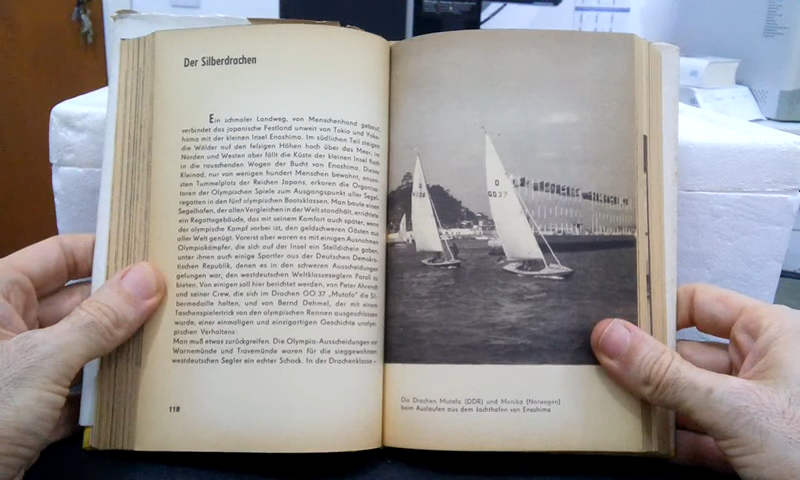 Der Silberdrachen
Ein schmaler Landweg, von Menschenhand gebaut,
verbindet das japanische Festland unweit von Tokio und Yoko-
hama mit der kleinen Insel Enoshima. Im südlichen Teil steigen
die Wälder auf den felsigen Höhen hoch über das Meer, im
Norden und Westen aber fällt die Küste der kleinen Insel flach
in die rauschenden Wogen der Bucht von Enoshima. Dieses
Kleinod, nur von wenigen hundert Menschen bewohnt, anson-
sten Tummelplatz der Reichen Japans, erkoren die Organisa-
toren der Olympischen Spiele zum Ausgangspunkt aller Segel-
regatten in den fünf olympischen Bootsklassen. Man baute einen
Segelhafen, der allen Vergleichen in der Welt standhält, errichtete
ein Regattagebäude, das mit seinem Komfort auch später, wenn
der olympische Kampf vorbei ist, den geldschweren Gästen aus
aller Welt genügt. Vorerst aber waren es mit einigen Ausnahmen
Olympiakämpfer, die sich auf der Insel ein Stelldichein gaben,
unter ihnen auch einige Sportler aus der Deutschen Demokra-
tischen Republik, denen es in den schweren Ausscheidungen
gelungen war, den westdeutschen Weltklasseseglern Paroli zu
bieten. Von einigen soll hier berichtet werden, von Peter Ahrendt
und seiner Crew, die sich im Drachen GO 37 „Mutafo" die Sil-
bermedaille holten, und von Bernd Dehmel, der mit einem
Taschenspielertrick von den olympischen Rennen ausgeschlossen
wurde, einer einmaligen und einzigartigen Geschichte unolym-
pischen Verhaltens:
Man muß etwas zurückgreifen. Die Olympia-Ausscheidungen vor
Warnemünde und Travemünde waren für die sieggewohnten
westdeutschen Segler ein echter Schock. In der Drachenklasse –
118
D
GO 37
Die Drachen Mutafo (DDR) und Monika (Norwegen)
beim Auslaufen aus dem Jachthafen von Enoshima